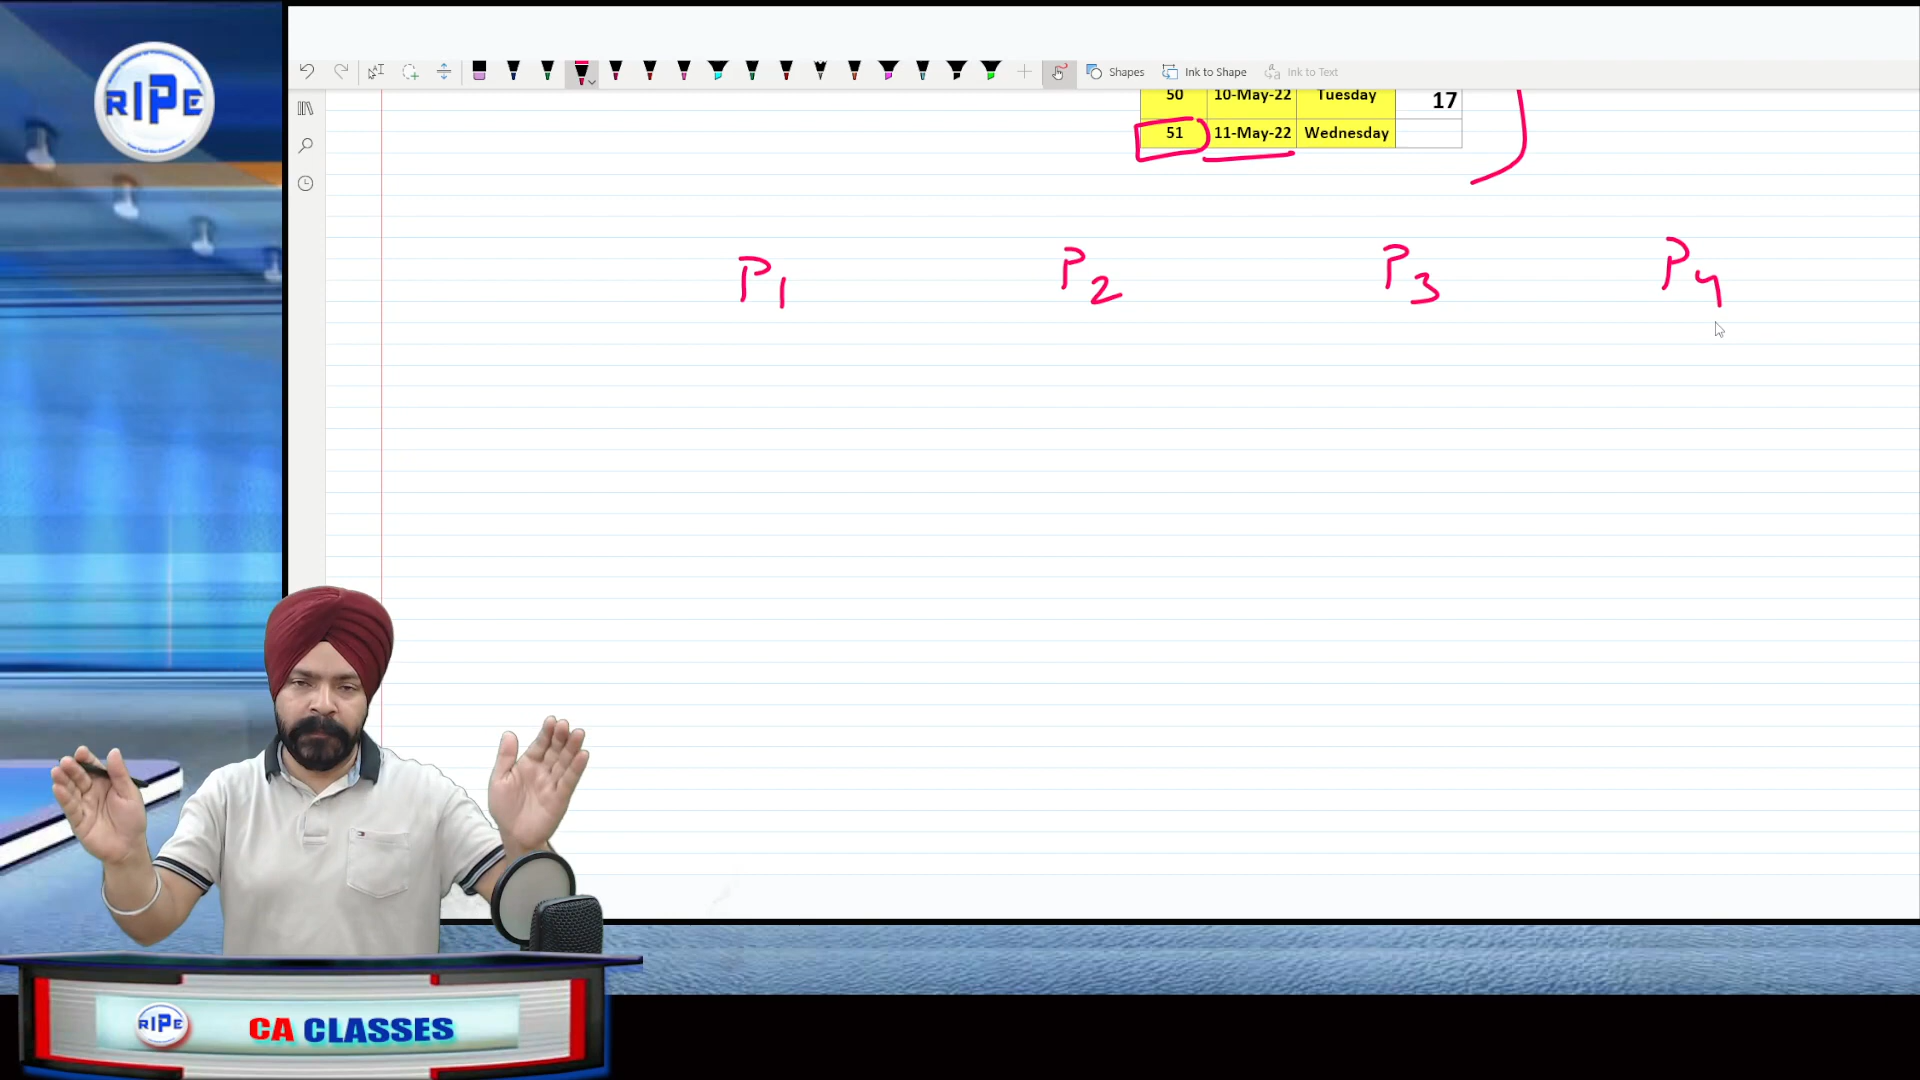 RIPE
Shapes Ink to Shape Ink to Text
50 10-May-22 Tuesday 17
51 11-May-22 Wednesday
P1 P2 P3 P4
RIPE CA CLASSES